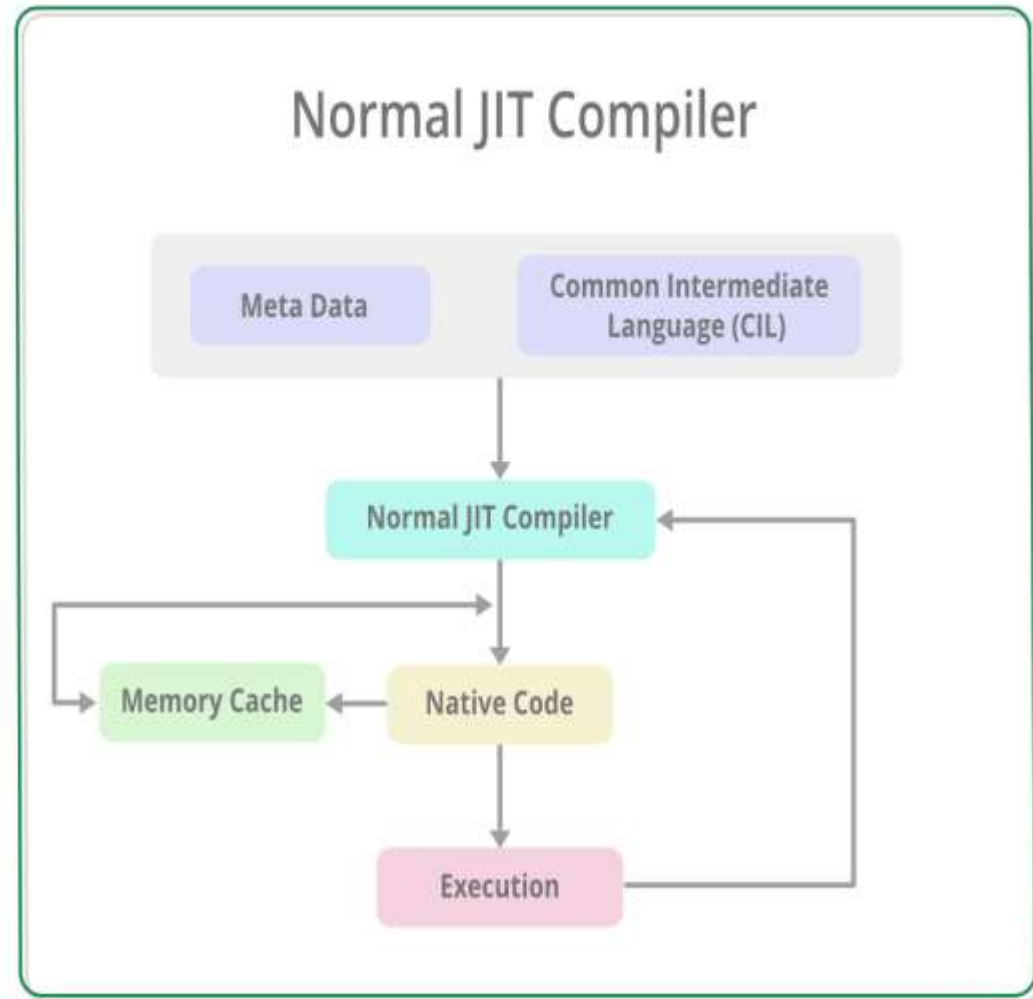 Normal JIT Compiler
Meta Data
Common Intermediate
Language (CIL)
Normal JIT Compiler
Memory Cache
Native Code
Execution